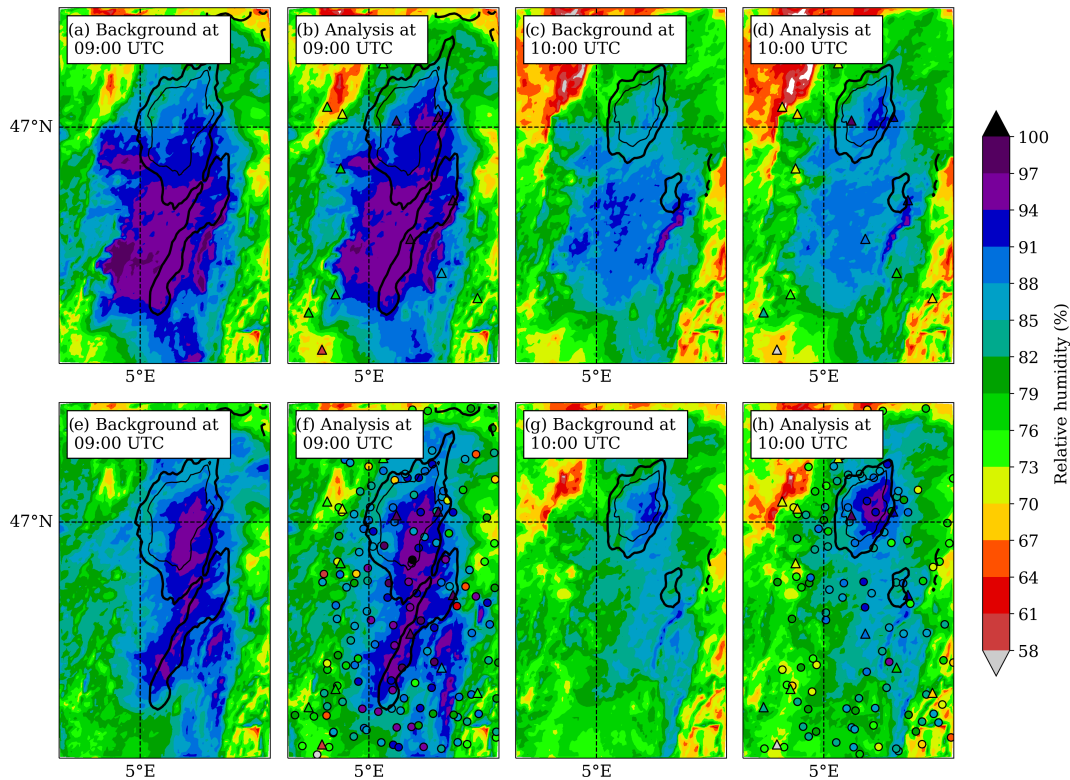 (a) Background at
09:00 UTC
(b) Analysis at
09:00 UTC
(c) Background at
10:00 UTC
(d) Analysis at
10:00 UTC
47°N
5°E
5°E
5°E
5°E
(e) Background at
09:00 UTC
(f) Analysis at
09:00 UTC
(g) Background at
10:00 UTC
(h) Analysis at
10:00 UTC
47°N
5°E
5°E
5°E
5°E
100
97
94
91
88
85
82
79
76
73
70
67
64
61
58
Relative humidity (%)